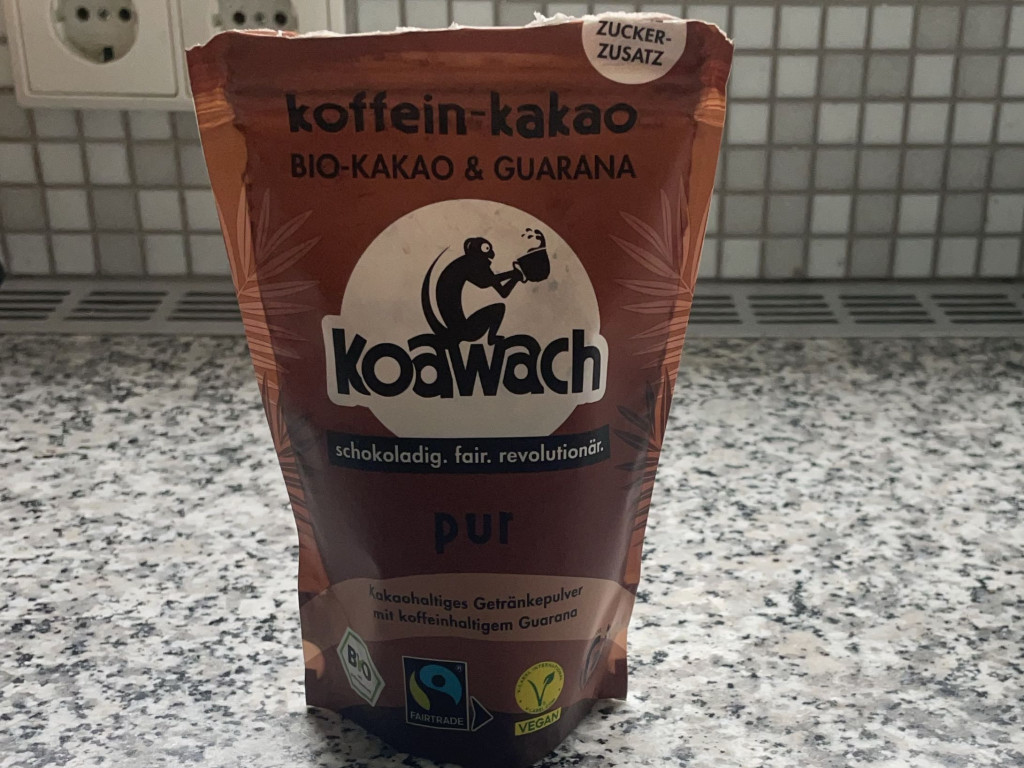 ZUCKER-
ZUSATZ
koffein-kakao
BIO-KAKAO & GUARANA
koawach
schokoladig. fair. revolutionär.
pur
Kakaohaltiges Getränkepulver
mit koffeinhaltigem Guarana
BIO
FAIRTRADE
VEGAN